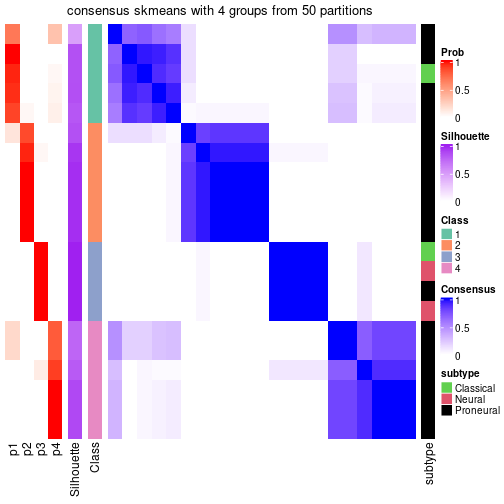 consensus skmeans with 4 groups from 50 partitions
p1
p2
p3
p4
Silhouette
Class
subtype
Prob
1
0.5
0
Silhouette
1
0.5
0
Class
1
2
3
4
Consensus
1
0.5
0
subtype
Classical
Neural
Proneural